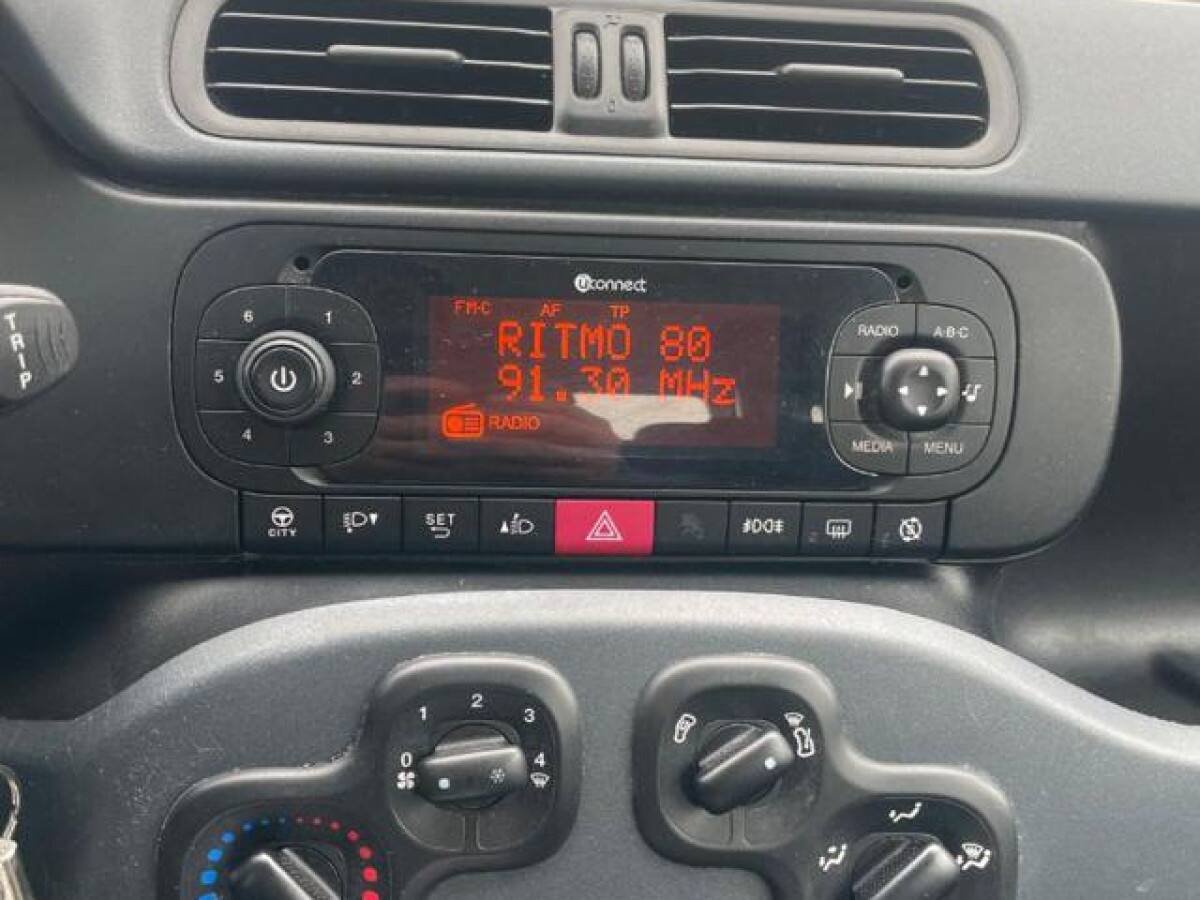 uconnect
FM-C AF TP
RITMO 80
91.30 MHz
RADIO
6 1
5 2
4 3
RADIO A-B-C
MEDIA MENU
TRIP
CITY
SET
0 1 2 3 4